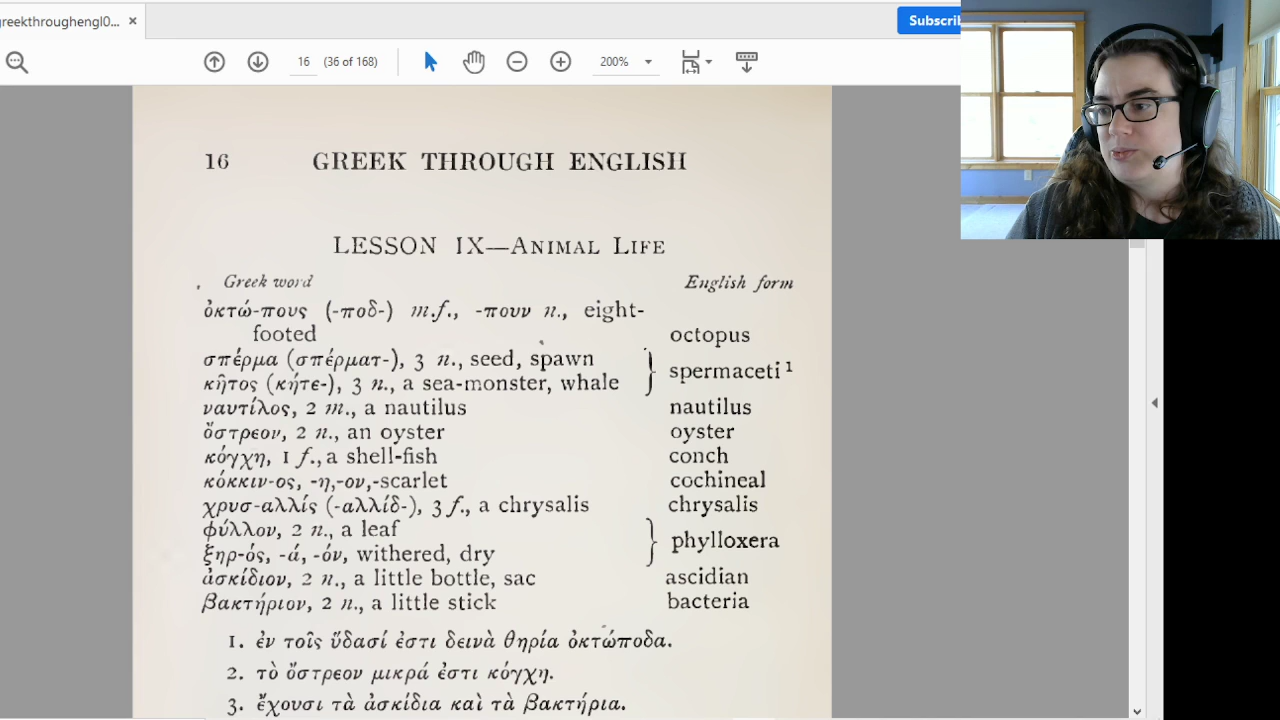 greekthroughengl0...
Subscri
16 (36 of 168)
200%
16 GREEK THROUGH ENGLISH
LESSON IX—ANIMAL LIFE
Greek word English form
ὀκτώ-πους (-ποδ-) m.f., -πουν n., eight-
footed octopus
σπέρμα (σπέρματ-), 3 n., seed, spawn
spermaceti ¹
κῆτος (κήτε-), 3 n., a sea-monster, whale
ναυτίλος, 2 m., a nautilus nautilus
ὄστρεον, 2 n., an oyster oyster
κόγχη, 1 f., a shell-fish conch
κόκκιν-ος, -η,-ον,-scarlet cochineal
χρυσ-αλλίς (-αλλίδ-), 3 f., a chrysalis chrysalis
φύλλον, 2 n., a leaf
phylloxera
ξηρ-ός, -ά, -όν, withered, dry
ἀσκίδιον, 2 n., a little bottle, sac ascidian
βακτήριον, 2 n., a little stick bacteria
1. ἐν τοῖς ὕδασί ἐστι δεινὰ θηρία ὀκτώποδα.
2. τὸ ὄστρεον μικρά ἐστι κόγχη.
3. ἔχουσι τὰ ἀσκίδια καὶ τὰ βακτήρια.